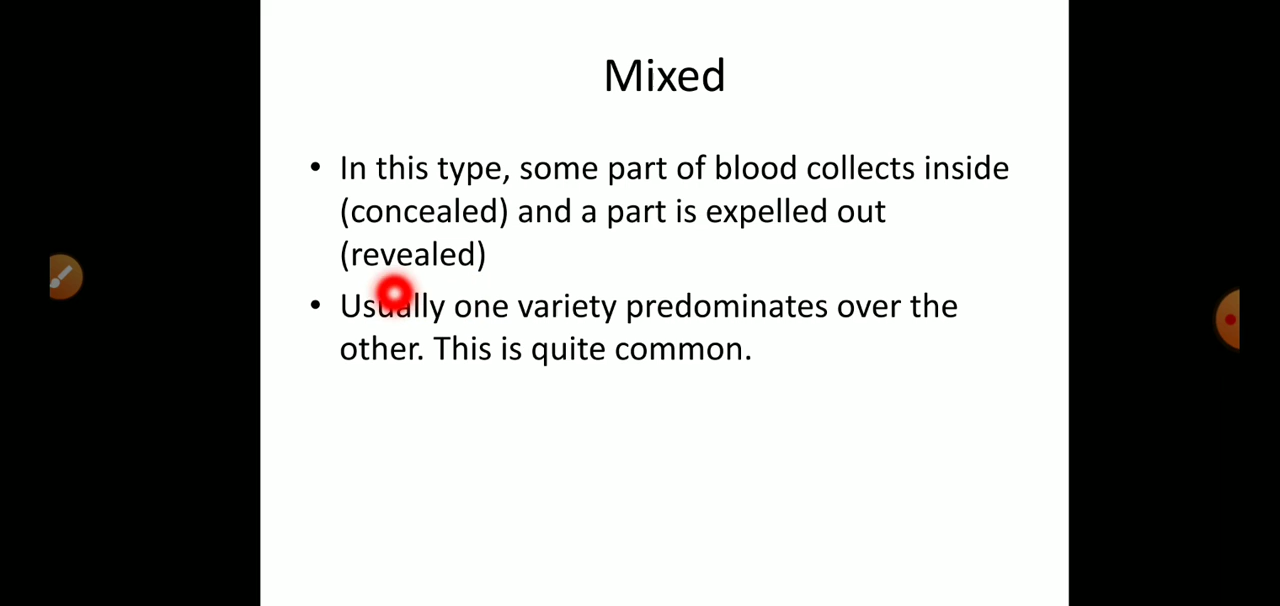 Mixed
• In this type, some part of blood collects inside
(concealed) and a part is expelled out
(revealed)
• Usually one variety predominates over the
other. This is quite common.